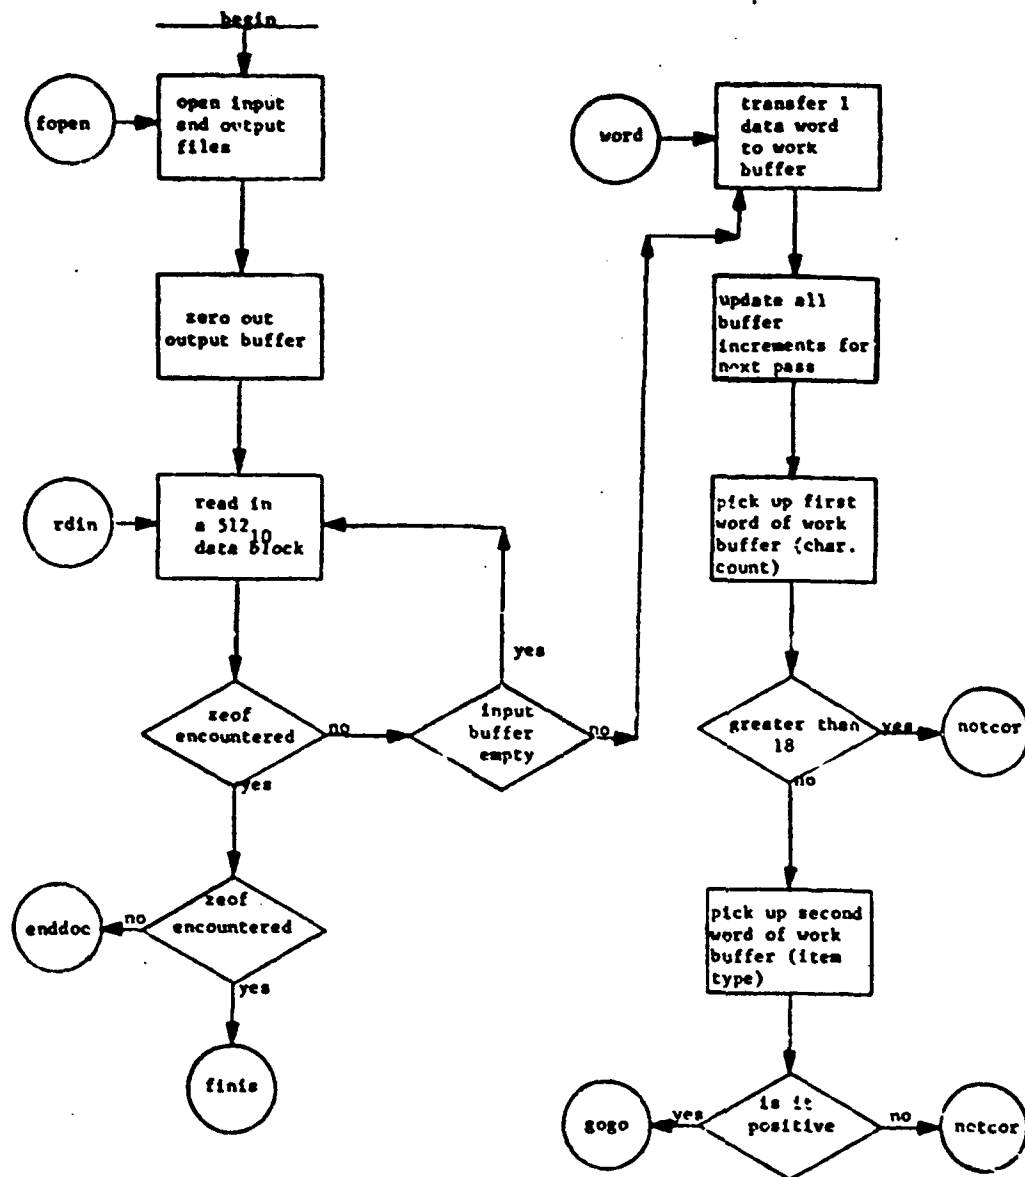 begin
fopen
open input
and output
files
zero out
output buffer
rdin
read in
a 512
10
data block
yes
zeof
encountered
no
input
buffer
empty
no
yes
zeof
encountered
no
enddoc
yes
finis
word
transfer 1
data word
to work
buffer
update all
buffer
increments for
next pass
pick up first
word of work
buffer (char.
count)
greater than
18
yes
notcor
no
pick up second
word of work
buffer (item
type)
is it
positive
yes
gogo
no
notcor